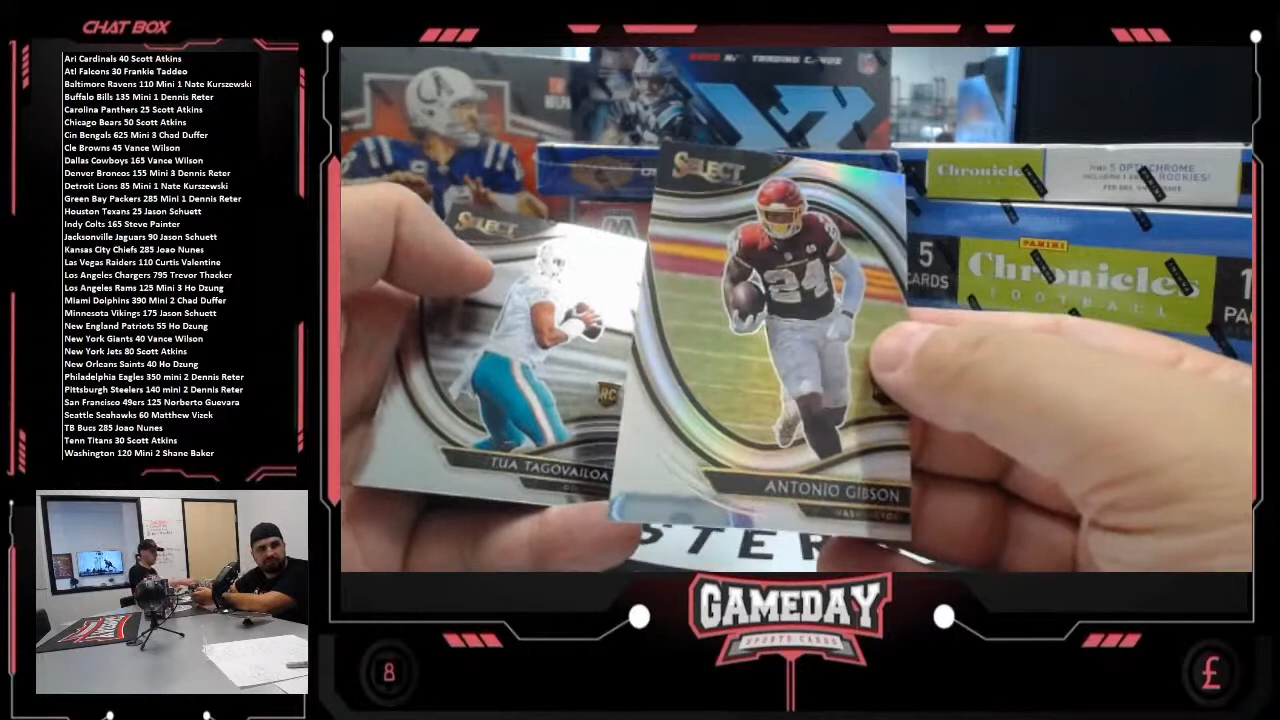 CHAT BOX
Ari Cardinals 40 Scott Atkins
Atl Falcons 30 Frankie Taddeo
Baltimore Ravens 110 Mini 1 Nate Kurszewski
Buffalo Bills 135 Mini 1 Dennis Reter
Carolina Panthers 25 Scott Atkins
Chicago Bears 50 Scott Atkins
Cin Bengals 625 Mini 3 Chad Duffer
Cle Browns 45 Vance Wilson
Dallas Cowboys 165 Vance Wilson
Denver Broncos 155 Mini 3 Dennis Reter
Detroit Lions 85 Mini 1 Nate Kurszewski
Green Bay Packers 285 Mini 1 Dennis Reter
Houston Texans 25 Jason Schuett
Indy Colts 165 Steve Painter
Jacksonville Jaguars 90 Jason Schuett
Kansas City Chiefs 285 Joao Nunes
Las Vegas Raiders 110 Curtis Valentine
Los Angeles Chargers 795 Trevor Thacker
Los Angeles Rams 125 Mini 3 Ho Dzung
Miami Dolphins 390 Mini 2 Chad Duffer
Minnesota Vikings 175 Jason Schuett
New England Patriots 55 Ho Dzung
New York Giants 40 Vance Wilson
New York Jets 80 Scott Atkins
New Orleans Saints 40 Ho Dzung
Philadelphia Eagles 350 mini 2 Dennis Reter
Pittsburgh Steelers 140 mini 2 Dennis Reter
San Francisco 49ers 125 Norberto Guevara
Seattle Seahawks 60 Matthew Vizek
TB Bucs 285 Joao Nunes
Tenn Titans 30 Scott Atkins
Washington 120 Mini 2 Shane Baker
TRADING CARDS
SELECT
24
ANTONIO GIBSON
WASHINGTON
SELECT
RC
TUA TAGOVAILOA
Chronicles
5 OPTI-CHROME
ROOKIES!
5
CARDS
PANINI
Chronicles
FOOTBALL
STER
GAMEDAY
SPORTS CARDS
8
£